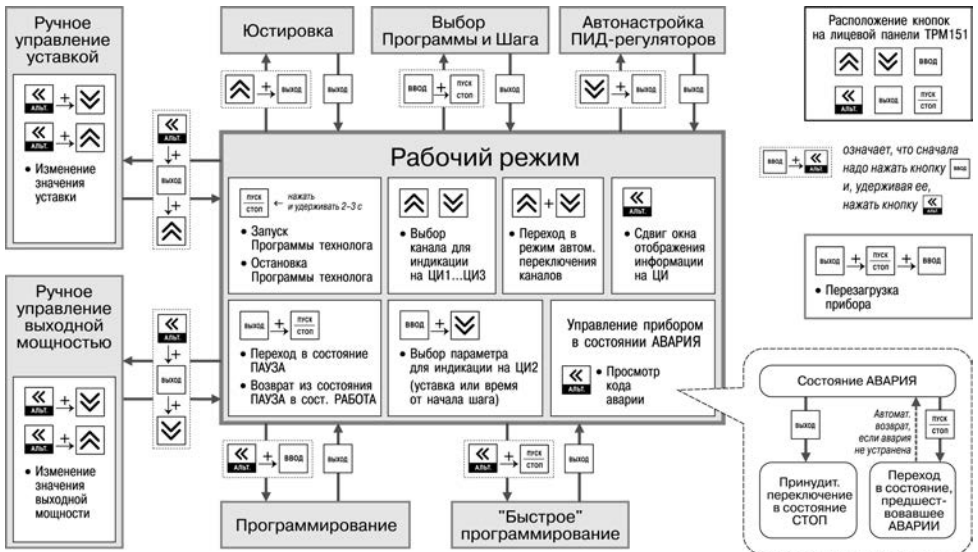 Ручное
управление
уставкой
« АЛЬТ. + ↓
« АЛЬТ. + ↑
• Изменение
значения
уставки
АЛЬТ.
+
ВЫХОД
+
Юстировка
+ ВЫХОД
ВЫХОД
Выбор
Программы и Шага
ВВОД + ПУСК СТОП
ВЫХОД
Автонастройка
ПИД-регуляторов
+ ВЫХОД
ВЫХОД
Расположение кнопок
на лицевой панели ТРМ151
ВВОД
АЛЬТ. ВЫХОД ПУСК СТОП
ВВОД + АЛЬТ.
означает, что сначала
надо нажать кнопку ВВОД
и, удерживая ее,
нажать кнопку АЛЬТ.
ВЫХОД + ПУСК СТОП + ВВОД
• Перезагрузка
прибора
Рабочий режим
ПУСК СТОП ← нажать
и удерживать 2–3 с
• Запуск
Программы технолога
• Остановка
Программы технолога
• Выбор
канала для
индикации
на ЦИ1...ЦИ3
+
• Переход в
режим автом.
переключения
каналов
АЛЬТ.
• Сдвиг окна
отображения
информации
на ЦИ
ВЫХОД + ПУСК СТОП
• Переход в состояние
ПАУЗА
• Возврат из состояния
ПАУЗА в сост. РАБОТА
ВВОД +
• Выбор параметра
для индикации на ЦИ2
(уставка или время
от начала шага)
Управление прибором
в состоянии АВАРИЯ
АЛЬТ.
• Просмотр
кода
аварии
Ручное
управление
выходной
мощностью
АЛЬТ. +
АЛЬТ. +
• Изменение
значения
выходной
мощности
АЛЬТ.
+
ВЫХОД
+
АЛЬТ. + ВВОД
ВЫХОД
Программирование
АЛЬТ. + ПУСК СТОП
ВЫХОД
"Быстрое"
программирование
Состояние АВАРИЯ
ВЫХОД
Автомат.
возврат,
если авария
не устранена
ПУСК СТОП
Принудит.
переключение
в состояние
СТОП
Переход
в состояние,
предшест-
вовавшее
АВАРИИ